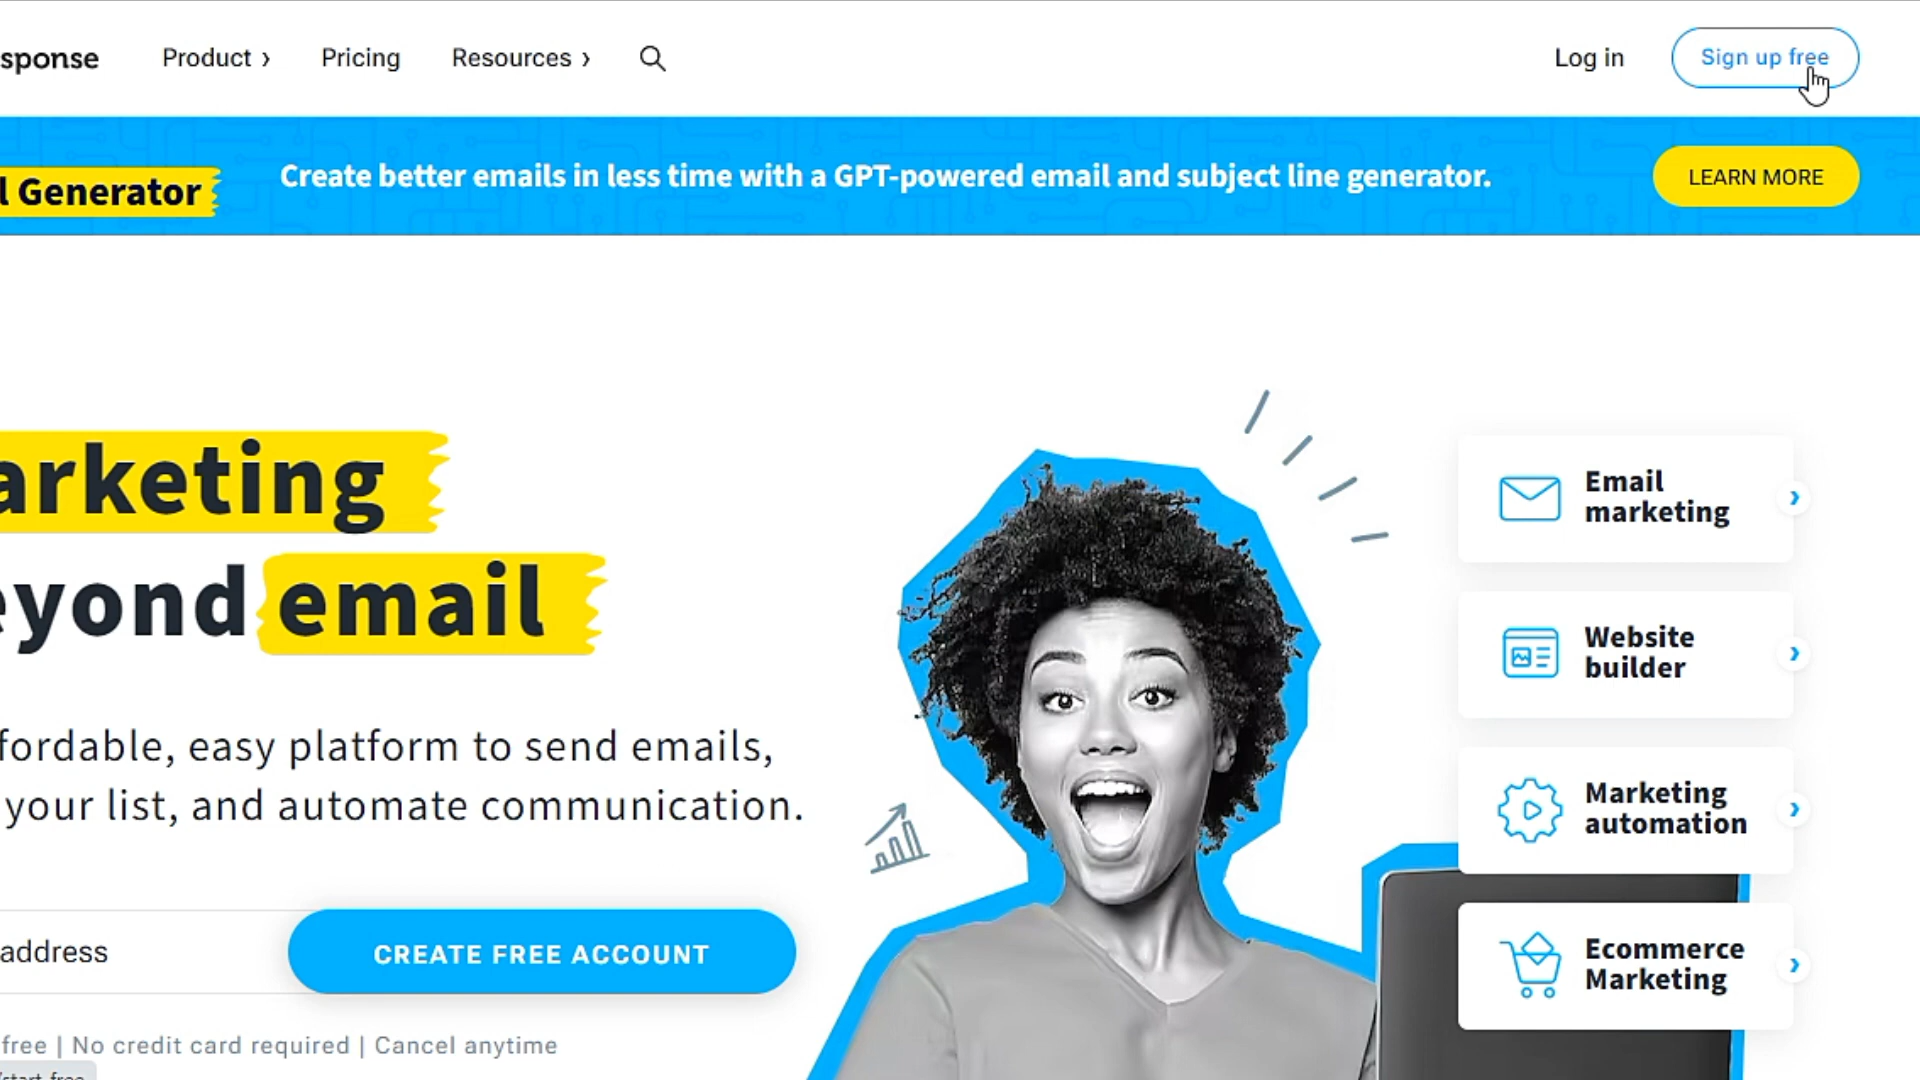 sponse
Product
Pricing
Resources
Log in
Sign up free
l Generator
Create better emails in less time with a GPT-powered email and subject line generator.
LEARN MORE
arketing
eyond email
fordable, easy platform to send emails,
your list, and automate communication.
address
CREATE FREE ACCOUNT
free | No credit card required | Cancel anytime
/start-free
Email
marketing
Website
builder
Marketing
automation
Ecommerce
Marketing